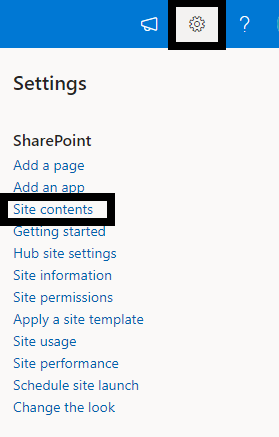 ?
Settings
SharePoint
Add a page
Add an app
Site contents
Getting started
Hub site settings
Site information
Site permissions
Apply a site template
Site usage
Site performance
Schedule site launch
Change the look